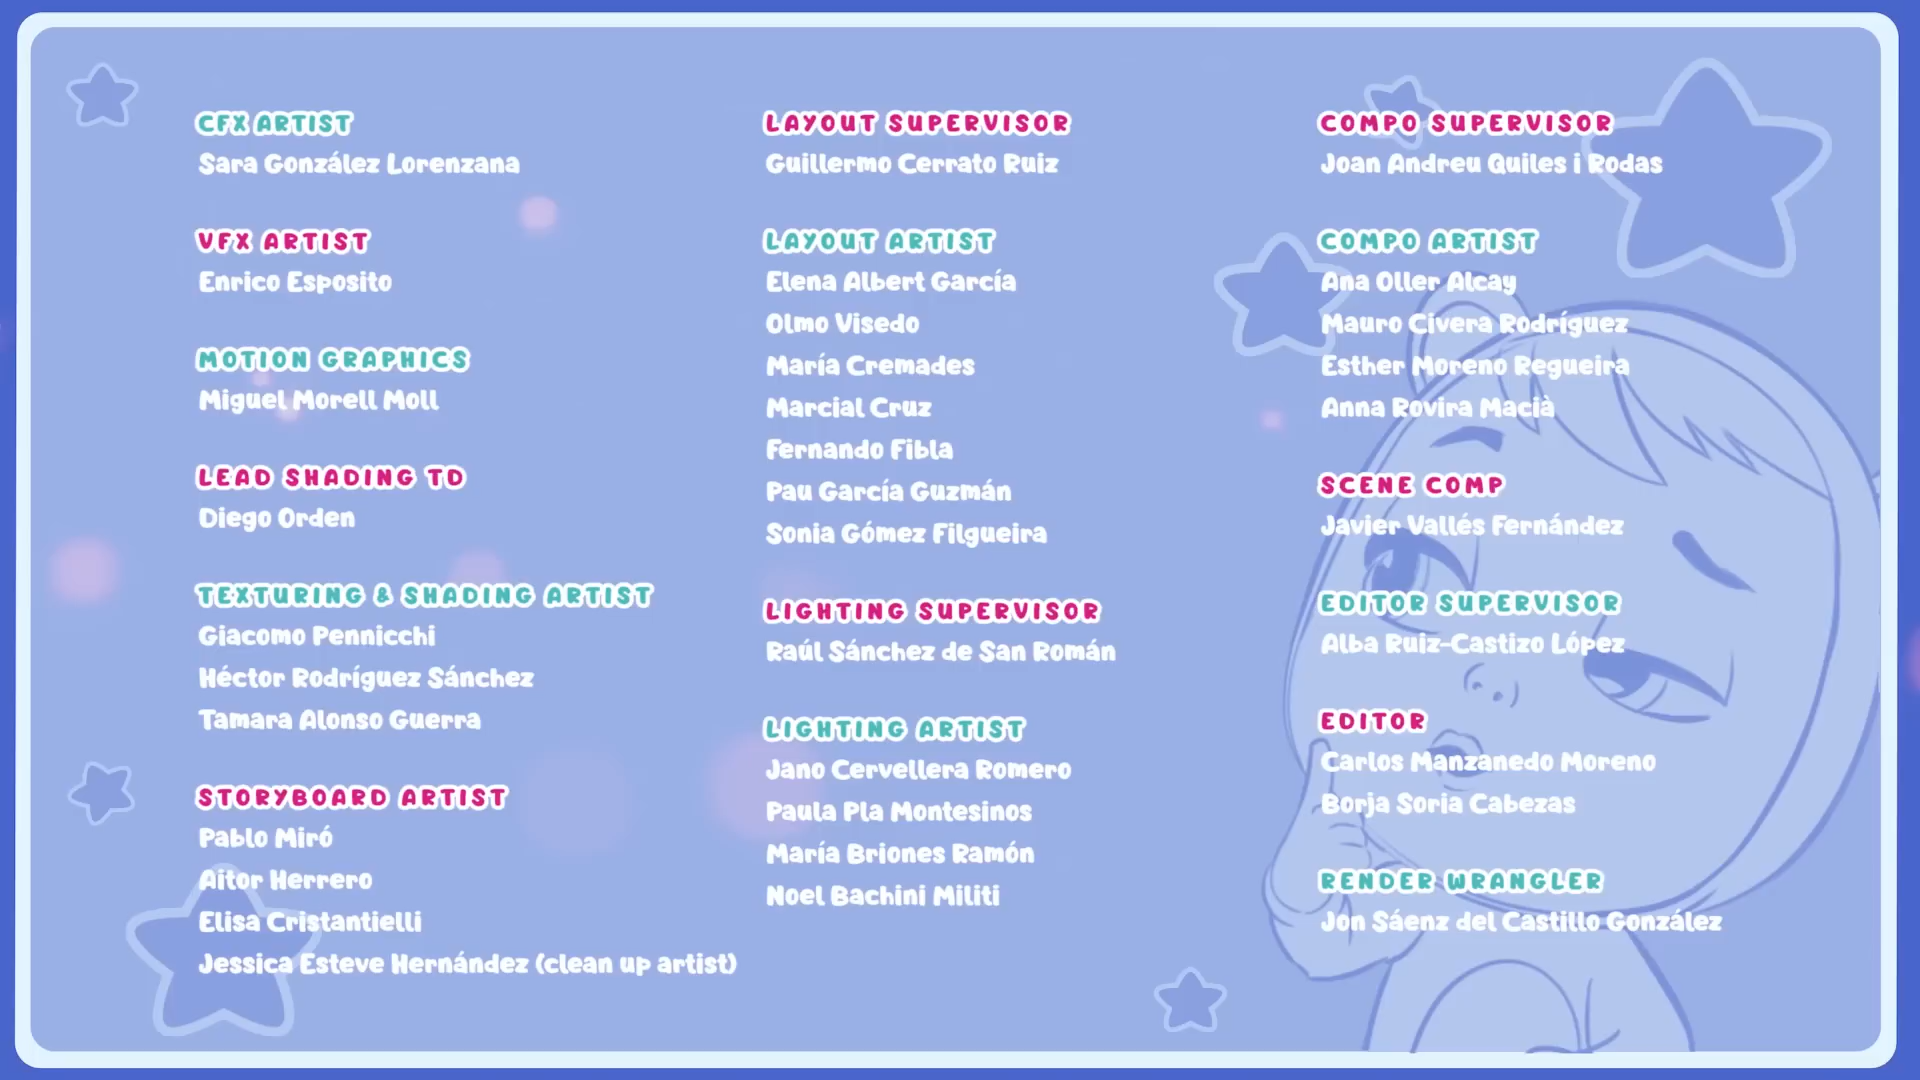 CFX ARTIST
Sara González Lorenzana
VFX ARTIST
Enrico Esposito
MOTION GRAPHICS
Miguel Morell Moll
LEAD SHADING TD
Diego Orden
TEXTURING & SHADING ARTIST
Giacomo Pennicchi
Héctor Rodríguez Sánchez
Tamara Alonso Guerra
STORYBOARD ARTIST
Pablo Miró
Aitor Herrero
Elisa Cristantielli
Jessica Esteve Hernández (clean up artist)
LAYOUT SUPERVISOR
Guillermo Cerrato Ruiz
LAYOUT ARTIST
Elena Albert García
Olmo Visedo
María Cremades
Marcial Cruz
Fernando Fibla
Pau García Guzmán
Sonia Gómez Filgueira
LIGHTING SUPERVISOR
Raúl Sánchez de San Román
LIGHTING ARTIST
Jano Cervellera Romero
Paula Pla Montesinos
María Briones Ramón
Noel Bachini Militi
COMPO SUPERVISOR
Joan Andreu Quiles i Rodas
COMPO ARTIST
Ana Oller Alcay
Mauro Civera Rodríguez
Esther Moreno Regueira
Anna Rovira Macià
SCENE COMP
Javier Vallés Fernández
EDITOR SUPERVISOR
Alba Ruiz-Castizo López
EDITOR
Carlos Manzanedo Moreno
Borja Soria Cabezas
RENDER WRANGLER
Jon Sáenz del Castillo González